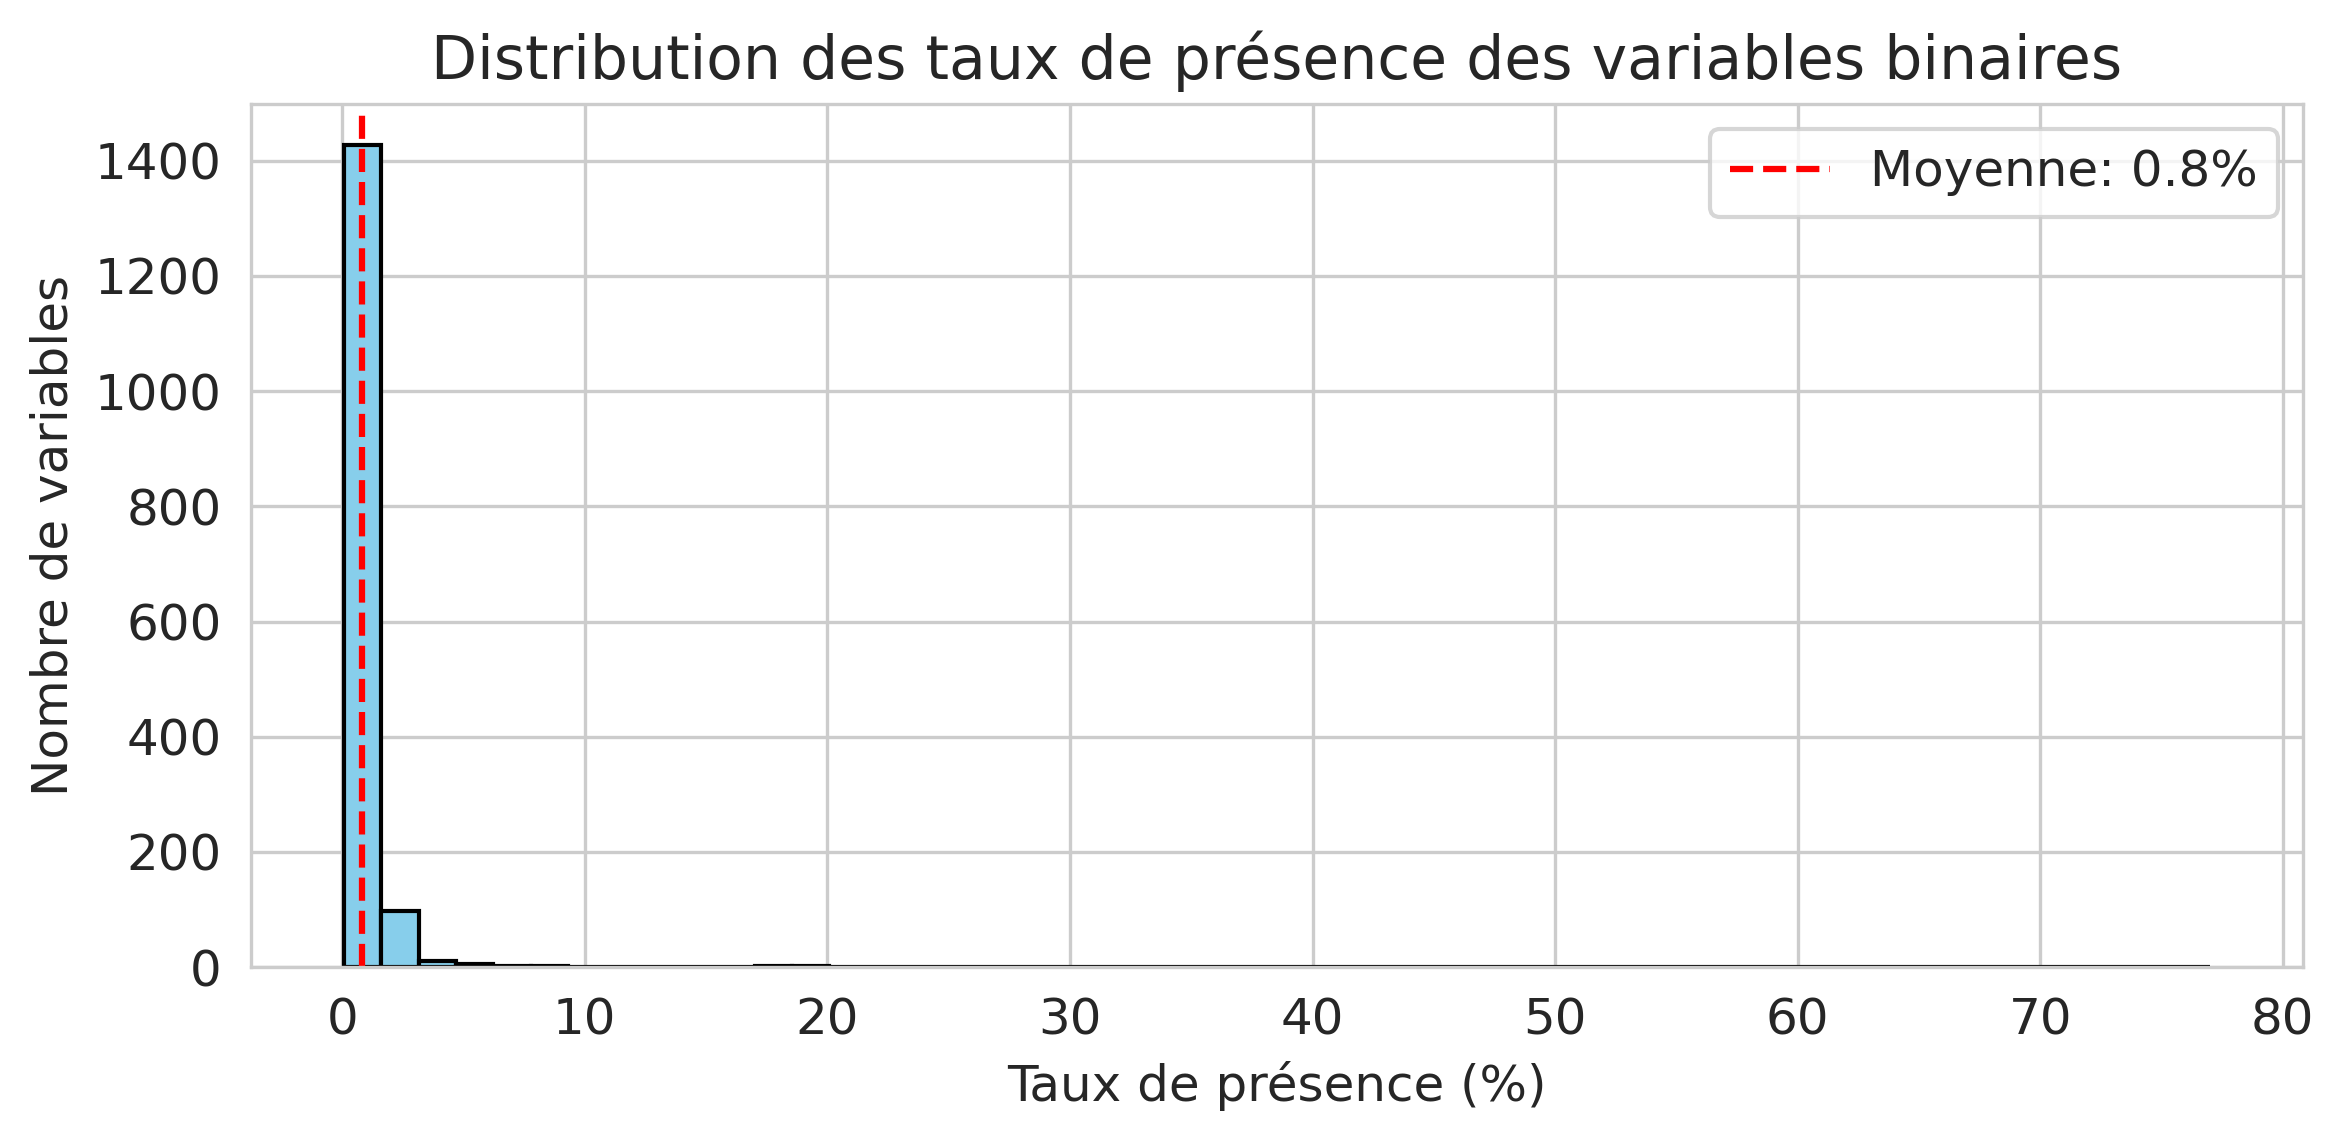 Distribution des taux de présence des variables binaires
Moyenne: 0.8%
Nombre de variables
1400
1200
1000
800
600
400
200
0
0 10 20 30 40 50 60 70 80
Taux de présence (%)